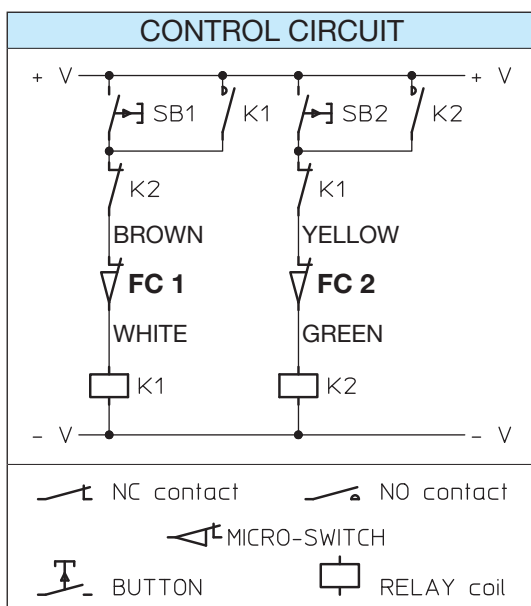 CONTROL CIRCUIT
+ V + V
SB1 K1 SB2 K2
K2 K1
BROWN YELLOW
FC 1 FC 2
WHITE GREEN
K1 K2
– V – V
NC contact NO contact
MICRO-SWITCH
BUTTON RELAY coil